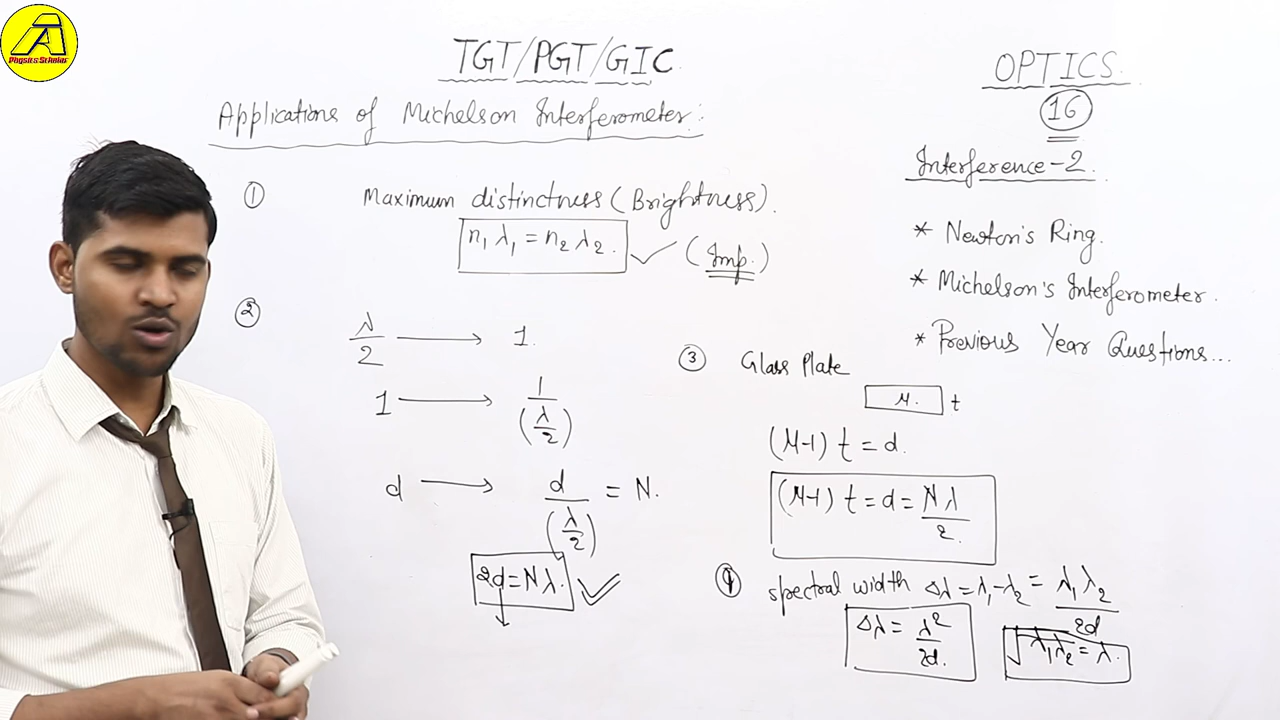 A
Physics Scholar
TGT/PGT/GIC
Applications of Michelson Interferometer:
① Maximum distinctness (Brightness).
n₁ λ₁ = n₂ λ₂. ✓ (Imp.)
②
λ/2 → 1.
1 → 1/(λ/2)
d → d/(λ/2) = N.
2d = Nλ. ✓
OPTICS.
16
Interference-2.
* Newton's Ring.
* Michelson's Interferometer.
* Previous Year Questions...
③ Glass Plate
μ. t
(μ-1) t = d.
(μ-1) t = d = Nλ/2.
④ spectral width Δλ = λ₁-λ₂ = λ₁λ₂/2d
Δλ = λ²/2d.
√λ₁λ₂ = λ.